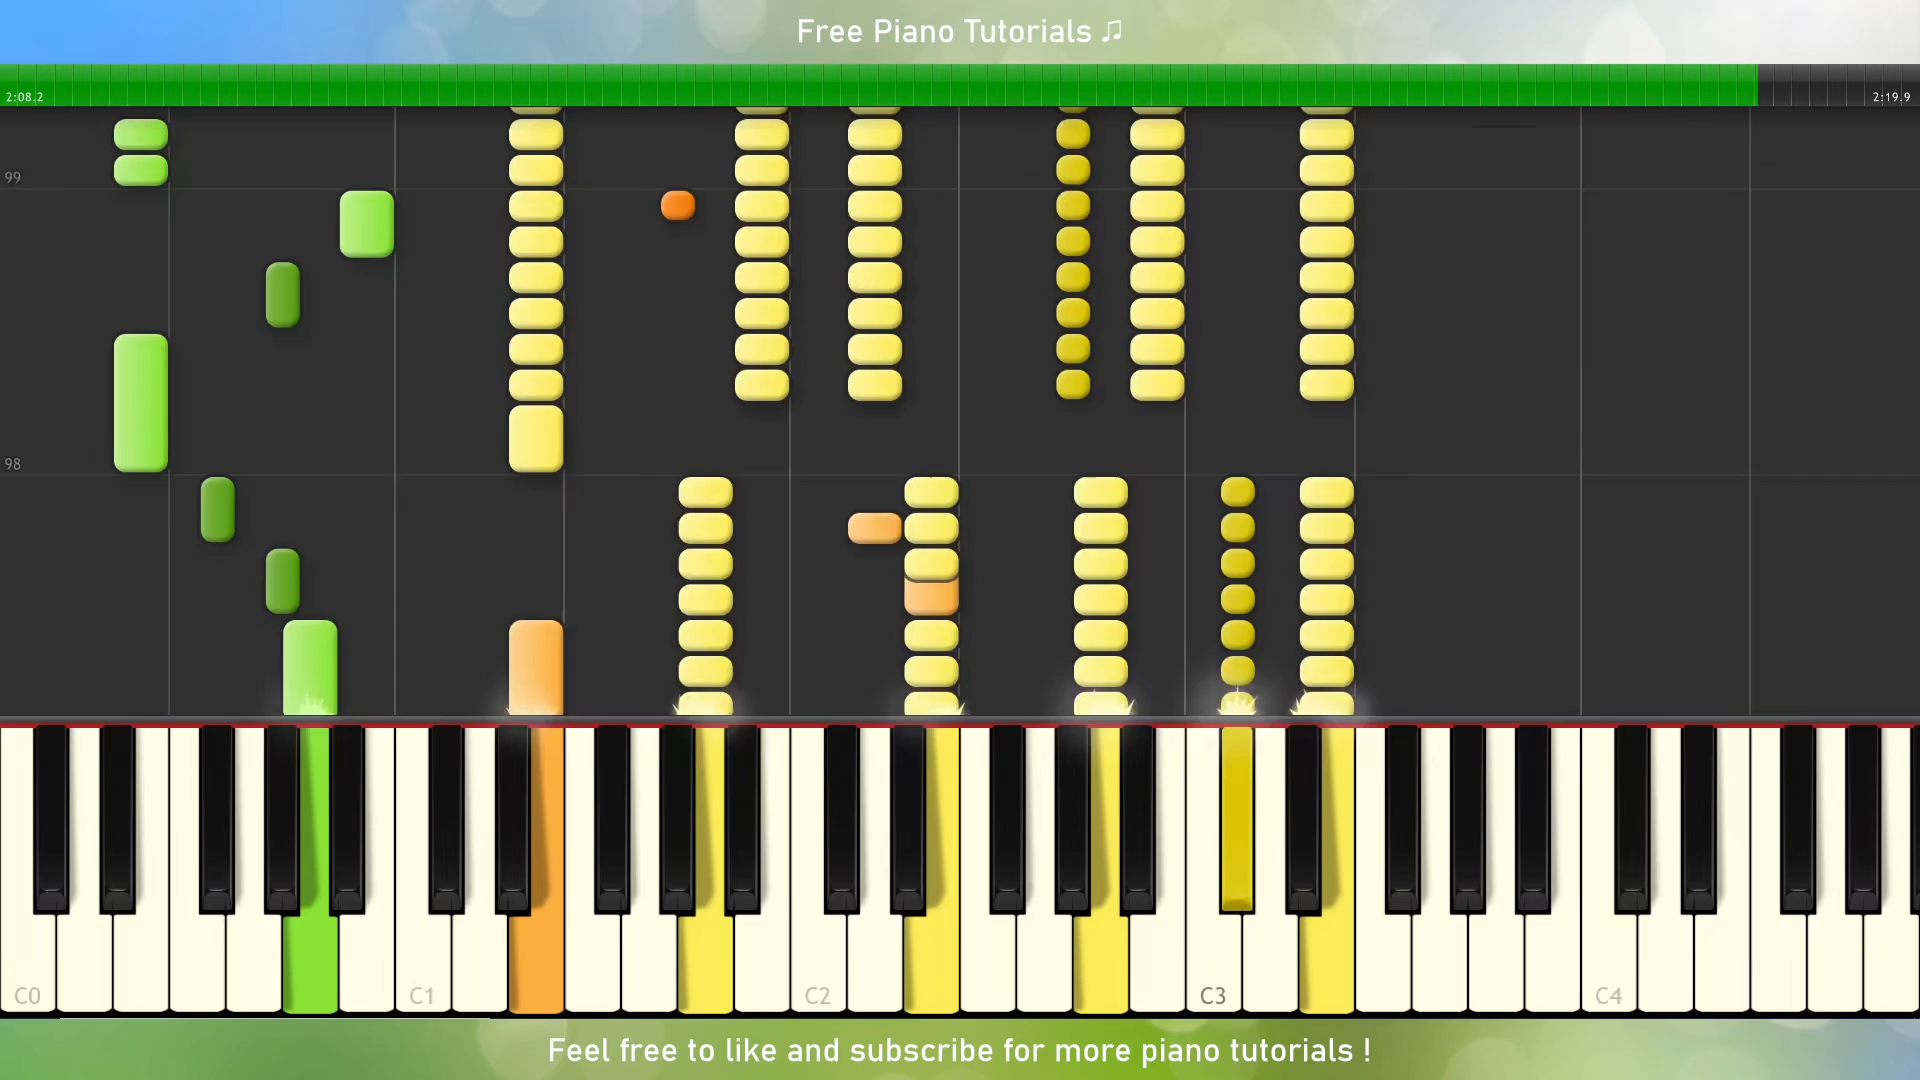 Free Piano Tutorials ♫
2:08.2
2:19.9
99
98
C0 C1 C2 C3 C4
Feel free to like and subscribe for more piano tutorials !